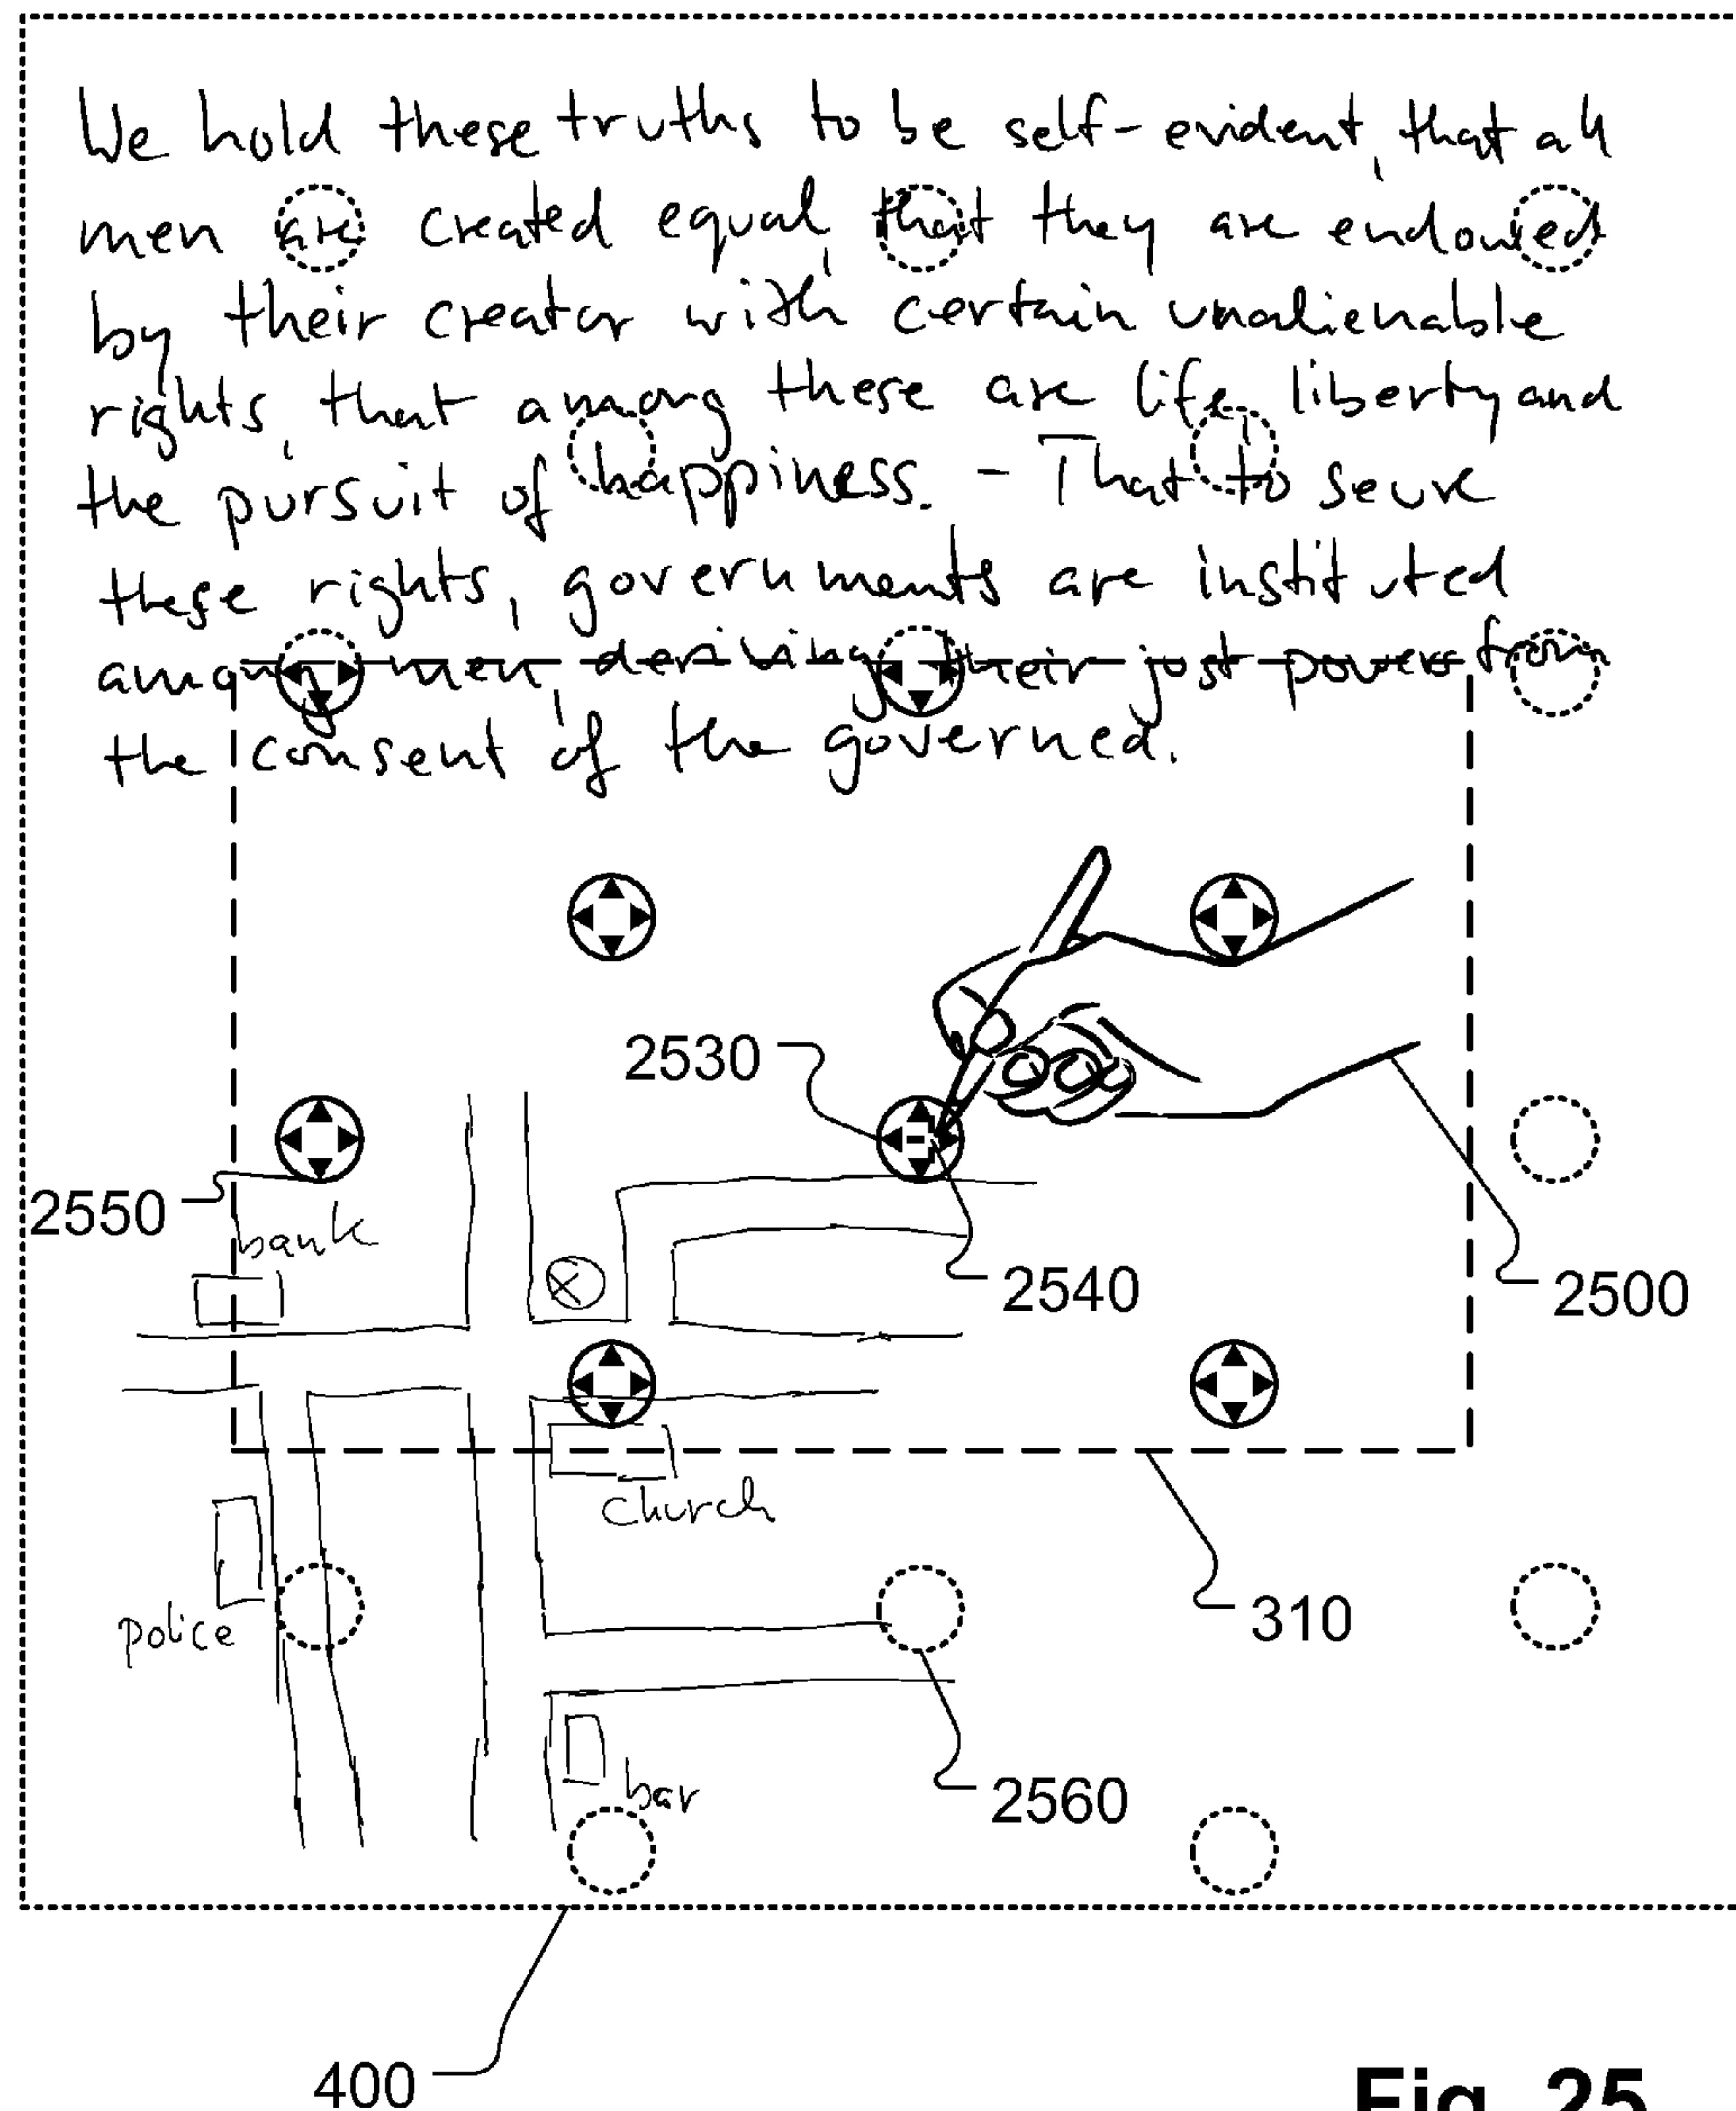 We hold these truths to be self-evident, that all
men are created equal, that they are endowed
by their creator with certain unalienable
rights, that among these are life, liberty and
the pursuit of happiness. - That to secure
these rights, governments are instituted
among men, deriving their just powers from
the consent of the governed.
2530
2550
bank
2540
2500
church
310
police
2560
bar
400
Fig. 25